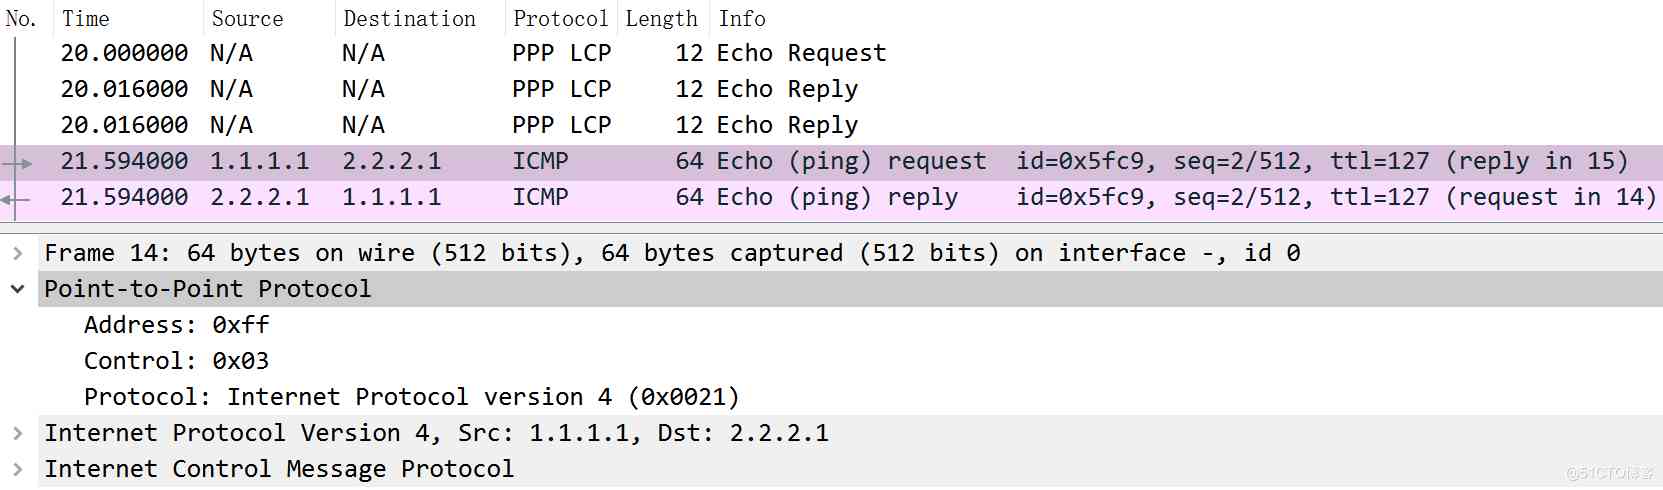 No. Time Source Destination Protocol Length Info
20.000000 N/A N/A PPP LCP 12 Echo Request
20.016000 N/A N/A PPP LCP 12 Echo Reply
20.016000 N/A N/A PPP LCP 12 Echo Reply
21.594000 1.1.1.1 2.2.2.1 ICMP 64 Echo (ping) request id=0x5fc9, seq=2/512, ttl=127 (reply in 15)
21.594000 2.2.2.1 1.1.1.1 ICMP 64 Echo (ping) reply id=0x5fc9, seq=2/512, ttl=127 (request in 14)
Frame 14: 64 bytes on wire (512 bits), 64 bytes captured (512 bits) on interface -, id 0
Point-to-Point Protocol
Address: 0xff
Control: 0x03
Protocol: Internet Protocol version 4 (0x0021)
Internet Protocol Version 4, Src: 1.1.1.1, Dst: 2.2.2.1
Internet Control Message Protocol
@51CTO博客